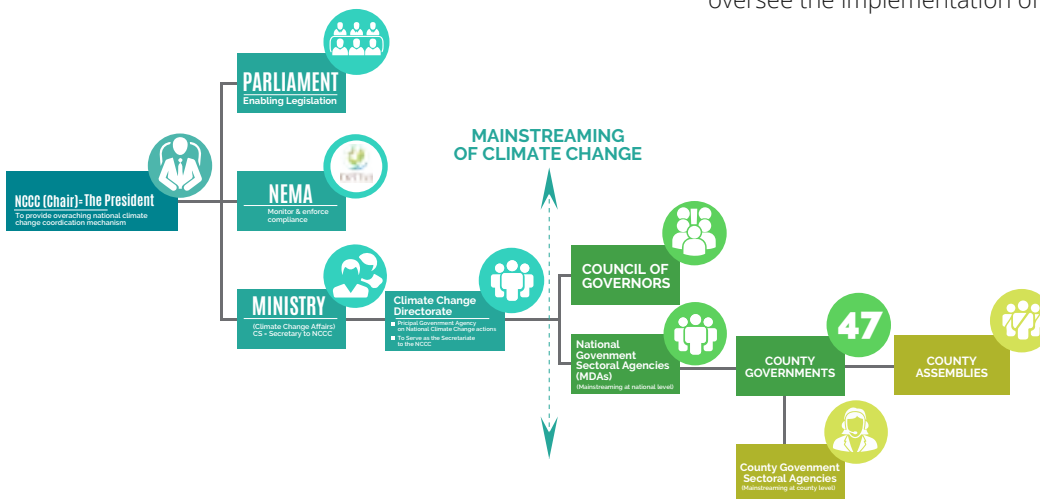 oversee the implementation of
PARLIAMENT
Enabling Legislation
MAINSTREAMING
OF CLIMATE CHANGE
NCCC (Chair)= The President
To provide overaching national climate
change coordication mechanism
NEMA
Monitor & enforce
compliance
MINISTRY
(Climate Change Affairs)
CS = Secretary to NCCC
Climate Change
Directorate
Pricipal Government Agency
on National Climate Change actions
To Serve as the Secretariate
to the NCCC
COUNCIL OF
GOVERNORS
National
Govenment
Sectoral Agencies
(MDAs)
(Mainstreaming at national level)
47
COUNTY
GOVERNMENTS
COUNTY
ASSEMBLIES
County Govenment
Sectoral Agencies
(Mainstreaming at county level)